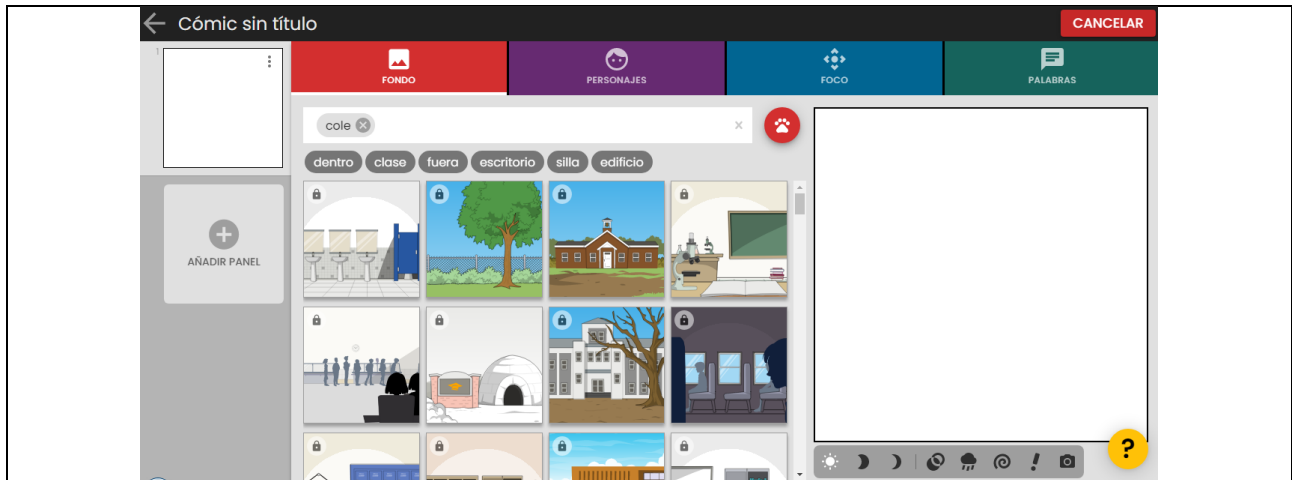 Cómic sin título
CANCELAR
1
FONDO
PERSONAJES
FOCO
PALABRAS
cole
dentro clase fuera escritorio silla edificio
AÑADIR PANEL
?